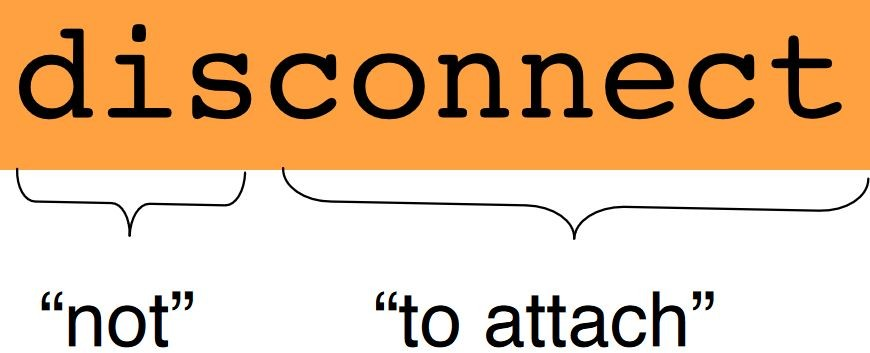 disconnect
“not” “to attach”